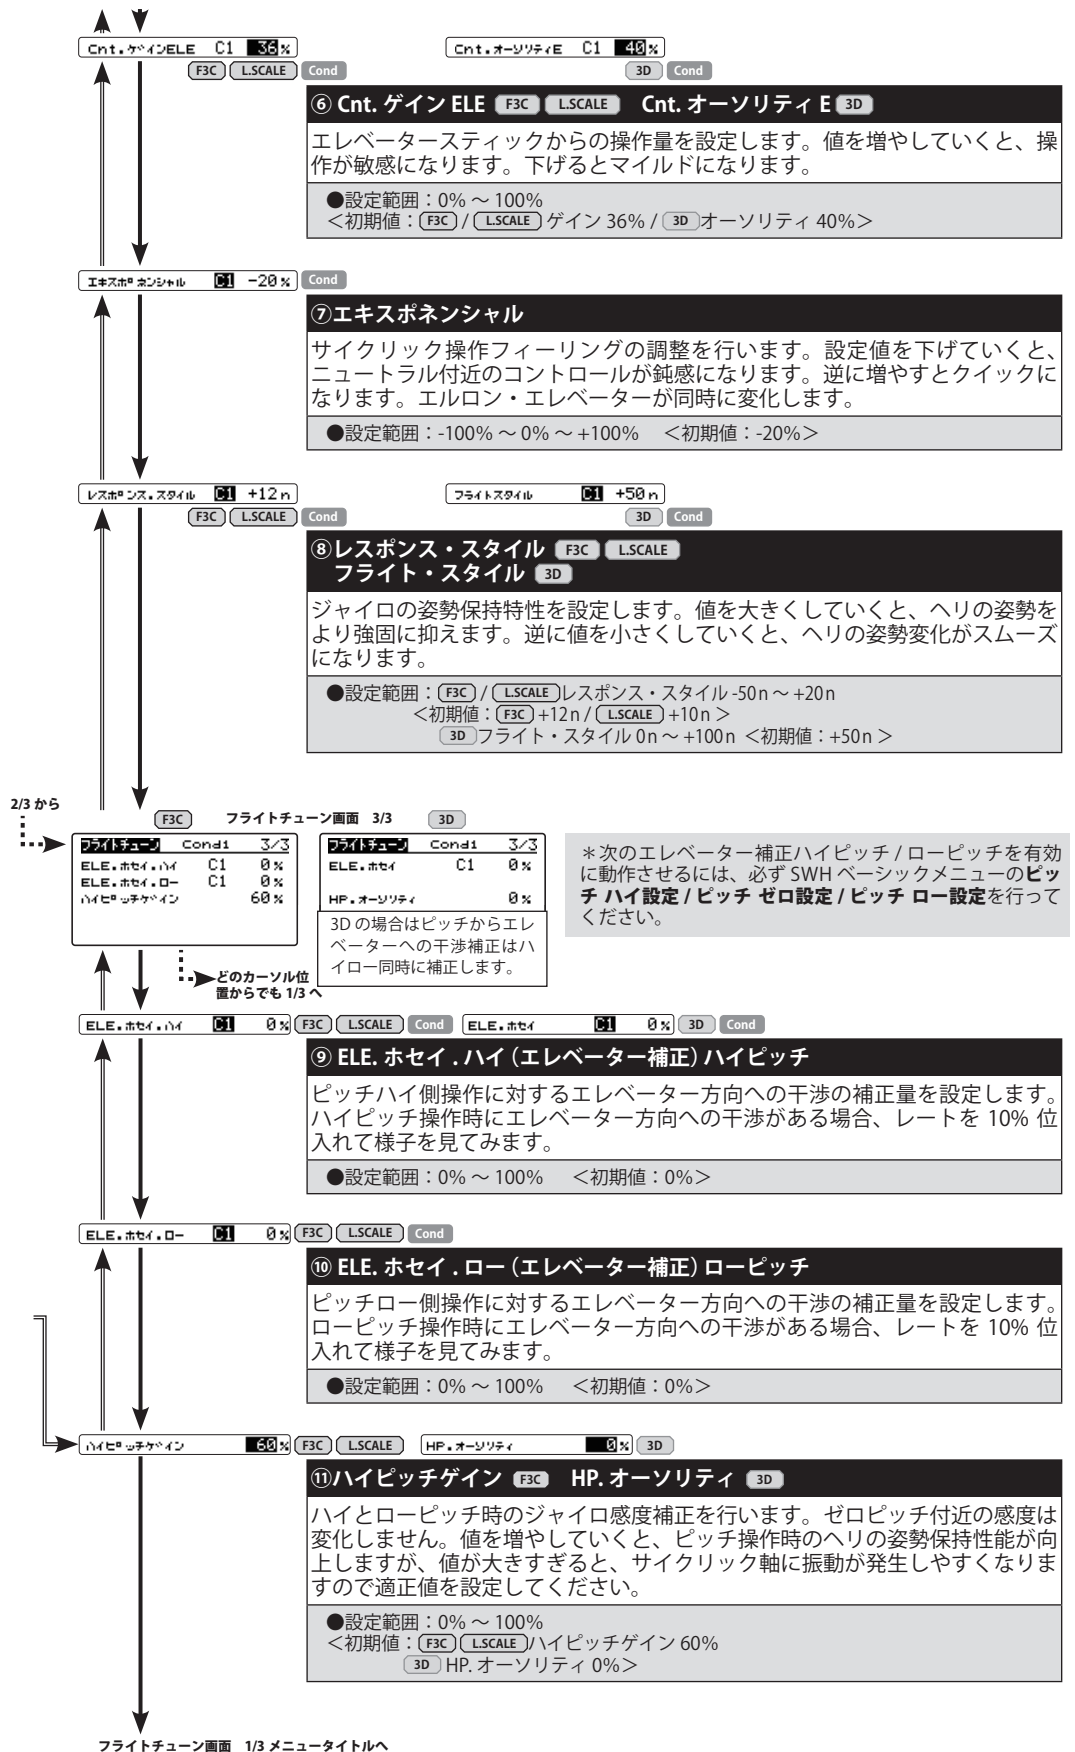 Cnt.ゲインELE C1 36%
Cnt.オーソリティE C1 40%
F3C L.SCALE Cond
3D Cond
⑥ Cnt. ゲイン ELE F3C L.SCALE Cnt. オーソリティ E 3D
エレベータースティックからの操作量を設定します。値を増やしていくと、操
作が敏感になります。下げるとマイルドになります。
●設定範囲：0% ～ 100%
＜初期値：F3C / L.SCALE ゲイン 36% / 3D オーソリティ 40%＞
エキスポネンシャル C1 -20% Cond
⑦エキスポネンシャル
サイクリック操作フィーリングの調整を行います。設定値を下げていくと、
ニュートラル付近のコントロールが鈍感になります。逆に増やすとクイックに
なります。エルロン・エレベーターが同時に変化します。
●設定範囲：-100% ～ 0% ～ +100% ＜初期値：-20%＞
レスポンス.スタイル C1 +12n
フライトスタイル C1 +50n
F3C L.SCALE Cond
3D Cond
⑧レスポンス・スタイル F3C L.SCALE
フライト・スタイル 3D
ジャイロの姿勢保持特性を設定します。値を大きくしていくと、ヘリの姿勢を
より強固に抑えます。逆に値を小さくしていくと、ヘリの姿勢変化がスムーズ
になります。
●設定範囲：F3C / L.SCALE レスポンス・スタイル -50n ～ +20n
＜初期値：F3C +12n / L.SCALE +10n ＞
3D フライト・スタイル 0n ～ +100n ＜初期値：+50n ＞
2/3 から
F3C フライトチューン画面 3/3 3D
フライトチューン Cond1 3/3
ELE.ホセイ.ハイ C1 0%
ELE.ホセイ.ロー C1 0%
ハイピッチゲイン 60%
フライトチューン Cond1 3/3
ELE.ホセイ C1 0%
HP.オーソリティ 0%
3D の場合はピッチからエレ
ベーターへの干渉補正はハ
イロー同時に補正します。
＊次のエレベーター補正ハイピッチ / ローピッチを有効
に動作させるには、必ず SWH ベーシックメニューのピッ
チ ハイ設定 / ピッチ ゼロ設定 / ピッチ ロー設定を行って
ください。
どのカーソル位
置からでも 1/3 へ
ELE.ホセイ.ハイ C1 0% F3C L.SCALE Cond ELE.ホセイ C1 0% 3D Cond
⑨ ELE. ホセイ . ハイ（エレベーター補正）ハイピッチ
ピッチハイ側操作に対するエレベーター方向への干渉の補正量を設定します。
ハイピッチ操作時にエレベーター方向への干渉がある場合、レートを 10% 位
入れて様子を見てみます。
●設定範囲：0% ～ 100% ＜初期値：0%＞
ELE.ホセイ.ロー C1 0% F3C L.SCALE Cond
⑩ ELE. ホセイ . ロー（エレベーター補正）ローピッチ
ピッチロー側操作に対するエレベーター方向への干渉の補正量を設定します。
ローピッチ操作時にエレベーター方向への干渉がある場合、レートを 10% 位
入れて様子を見てみます。
●設定範囲：0% ～ 100% ＜初期値：0%＞
ハイピッチゲイン 60% F3C L.SCALE HP.オーソリティ 0% 3D
⑪ハイピッチゲイン F3C HP. オーソリティ 3D
ハイとローピッチ時のジャイロ感度補正を行います。ゼロピッチ付近の感度は
変化しません。値を増やしていくと、ピッチ操作時のヘリの姿勢保持性能が向
上しますが、値が大きすぎると、サイクリック軸に振動が発生しやすくなりま
すので適正値を設定してください。
●設定範囲：0% ～ 100%
＜初期値：F3C L.SCALE ハイピッチゲイン 60%
3D HP. オーソリティ 0%＞
フライトチューン画面 1/3 メニュータイトルへ